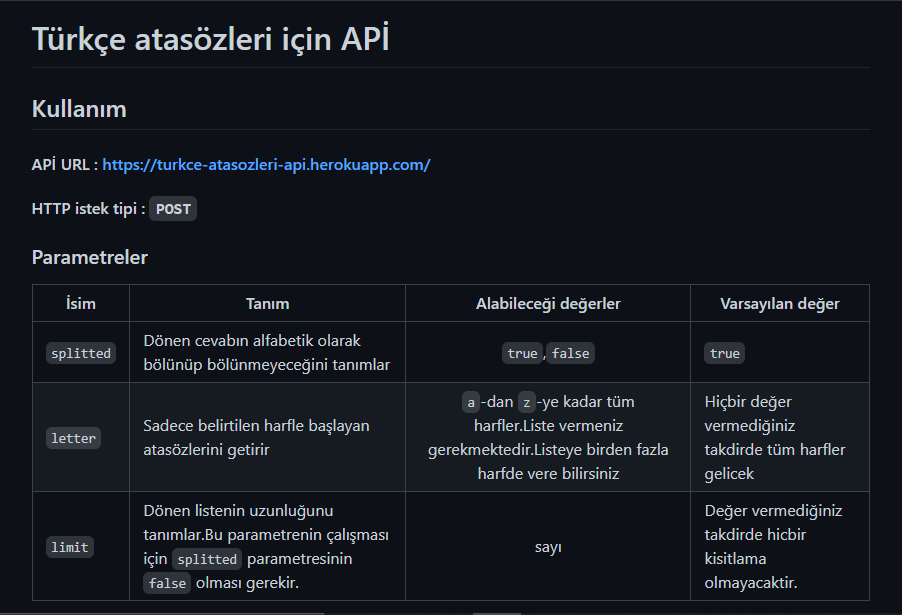 Türkçe atasözleri için APİ
Kullanım
APİ URL : https://turkce-atasozleri-api.herokuapp.com/
HTTP istek tipi : POST
Parametreler
İsim Tanım Alabileceği değerler Varsayılan değer
splitted
Dönen cevabın alfabetik olarak
bölünüp bölünmeyeceğini tanımlar
true,false
true
letter
Sadece belirtilen harfle başlayan
atasözlerini getirir
a-dan z-ye kadar tüm
harfler.Liste vermeniz
gerekmektedir.Listeye birden fazla
harfde vere bilirsiniz
Hiçbir değer
vermediğiniz
takdirde tüm harfler
gelicek
limit
Dönen listenin uzunluğunu
tanımlar.Bu parametrenin çalışması
için splitted parametresinin
false olması gerekir.
sayı
Değer vermediğiniz
takdirde hicbir
kisitlama
olmayacaktir.